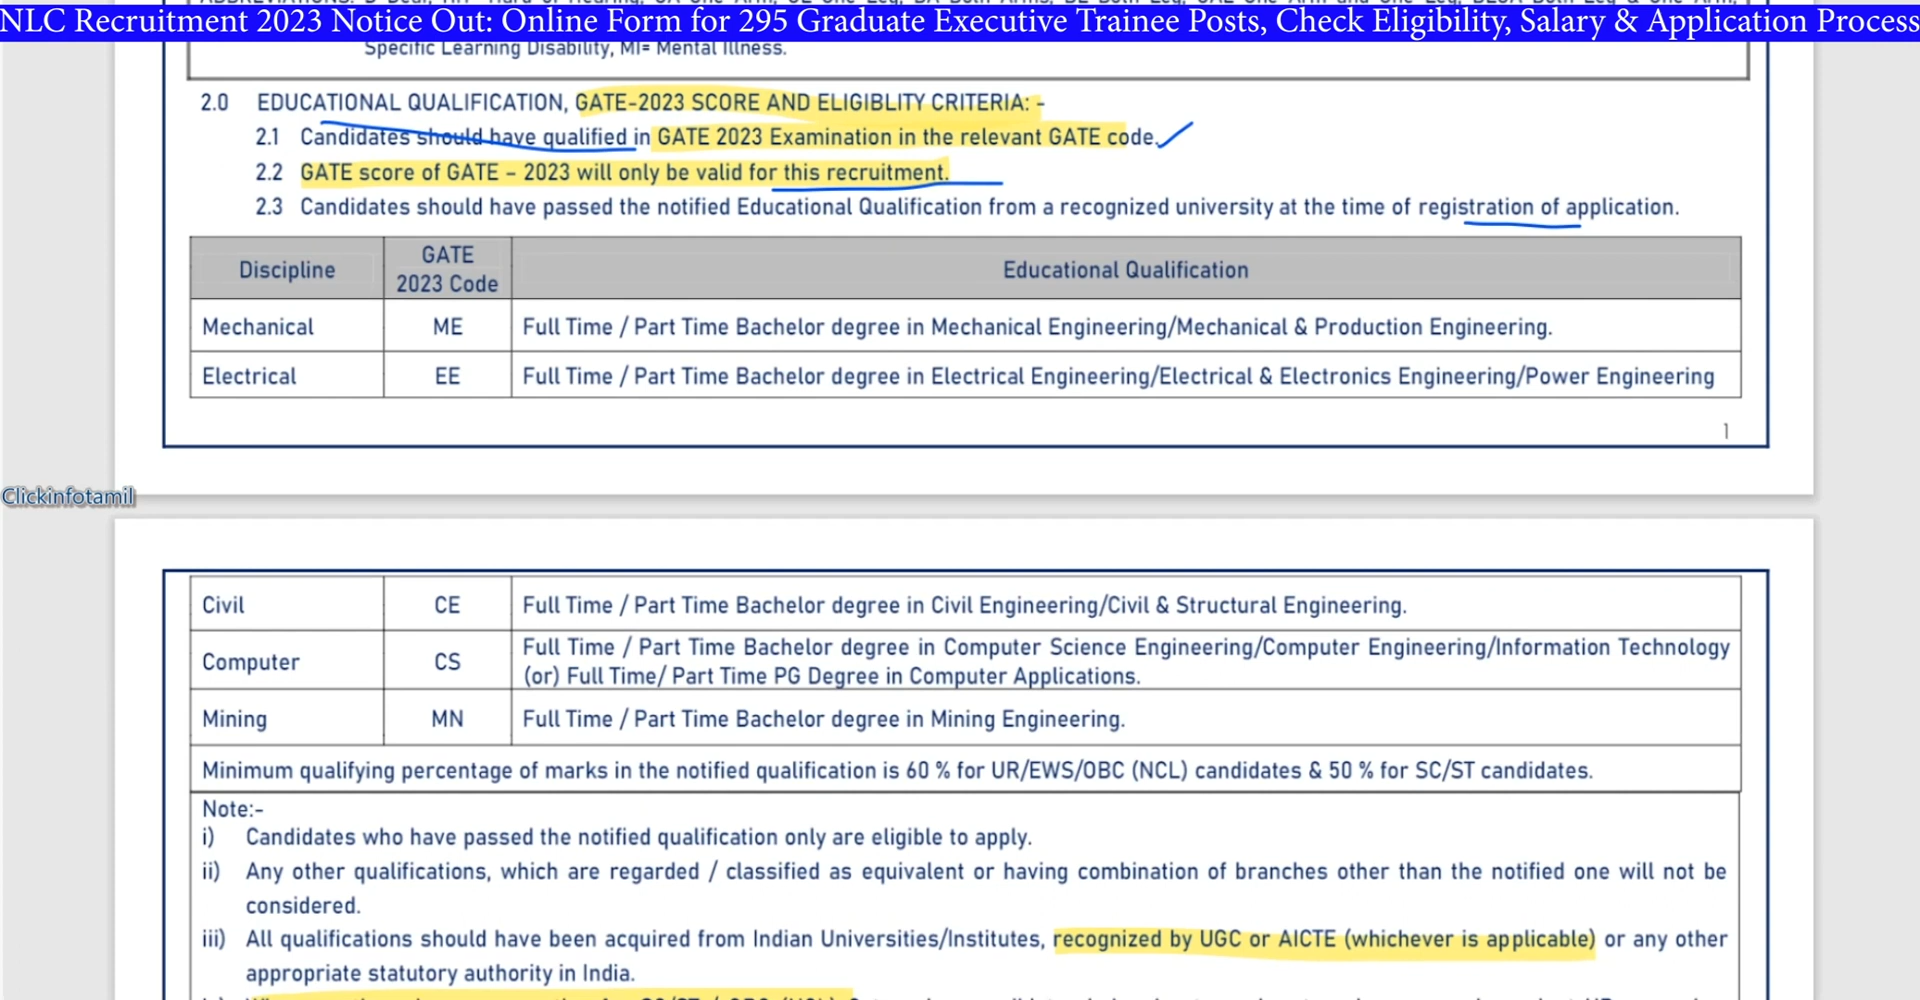 NLC Recruitment 2023 Notice Out: Online Form for 295 Graduate Executive Trainee Posts, Check Eligibility, Salary & Application Process
Specific Learning Disability, MI= Mental Illness.
2.0 EDUCATIONAL QUALIFICATION, GATE-2023 SCORE AND ELIGIBLITY CRITERIA: -
2.1 Candidates should have qualified in GATE 2023 Examination in the relevant GATE code.
2.2 GATE score of GATE – 2023 will only be valid for this recruitment.
2.3 Candidates should have passed the notified Educational Qualification from a recognized university at the time of registration of application.
Discipline GATE 2023 Code Educational Qualification
Mechanical ME Full Time / Part Time Bachelor degree in Mechanical Engineering/Mechanical & Production Engineering.
Electrical EE Full Time / Part Time Bachelor degree in Electrical Engineering/Electrical & Electronics Engineering/Power Engineering
1
Clickinfotamil
Civil CE Full Time / Part Time Bachelor degree in Civil Engineering/Civil & Structural Engineering.
Computer CS Full Time / Part Time Bachelor degree in Computer Science Engineering/Computer Engineering/Information Technology
(or) Full Time/ Part Time PG Degree in Computer Applications.
Mining MN Full Time / Part Time Bachelor degree in Mining Engineering.
Minimum qualifying percentage of marks in the notified qualification is 60 % for UR/EWS/OBC (NCL) candidates & 50 % for SC/ST candidates.
Note:-
i) Candidates who have passed the notified qualification only are eligible to apply.
ii) Any other qualifications, which are regarded / classified as equivalent or having combination of branches other than the notified one will not be
considered.
iii) All qualifications should have been acquired from Indian Universities/Institutes, recognized by UGC or AICTE (whichever is applicable) or any other
appropriate statutory authority in India.